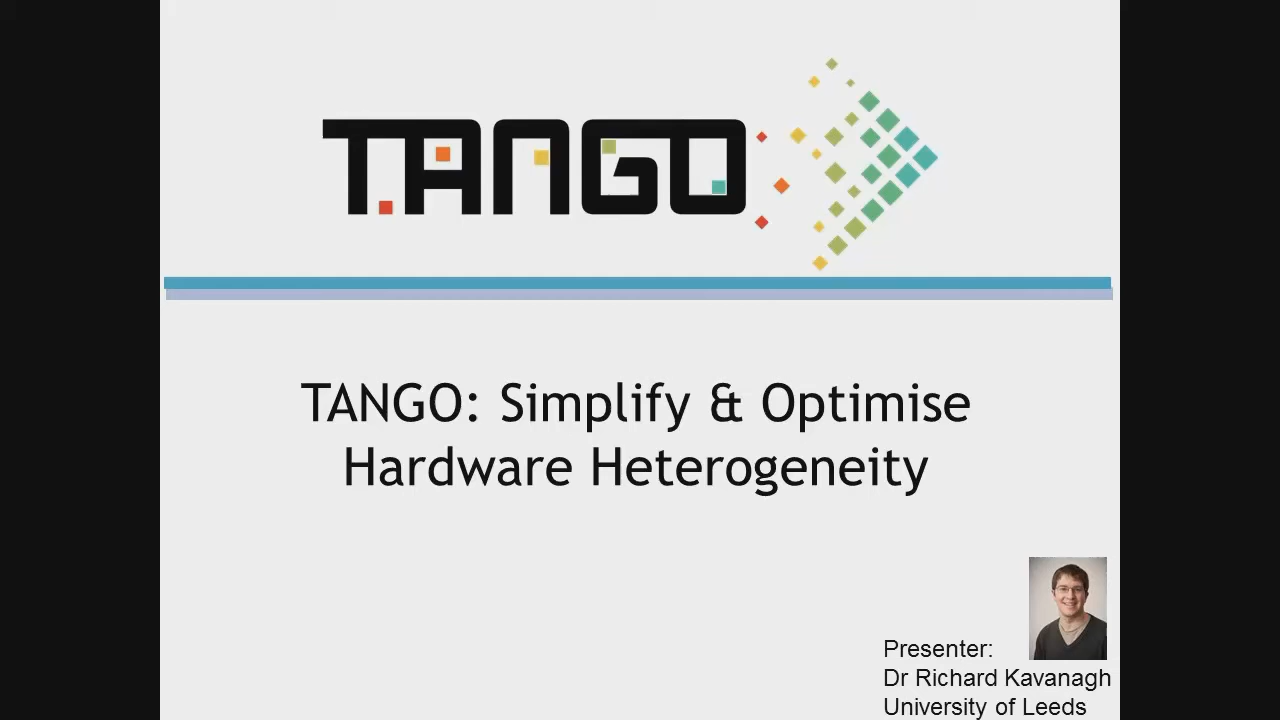 TANGO
TANGO: Simplify & Optimise
Hardware Heterogeneity
Presenter:
Dr Richard Kavanagh
University of Leeds